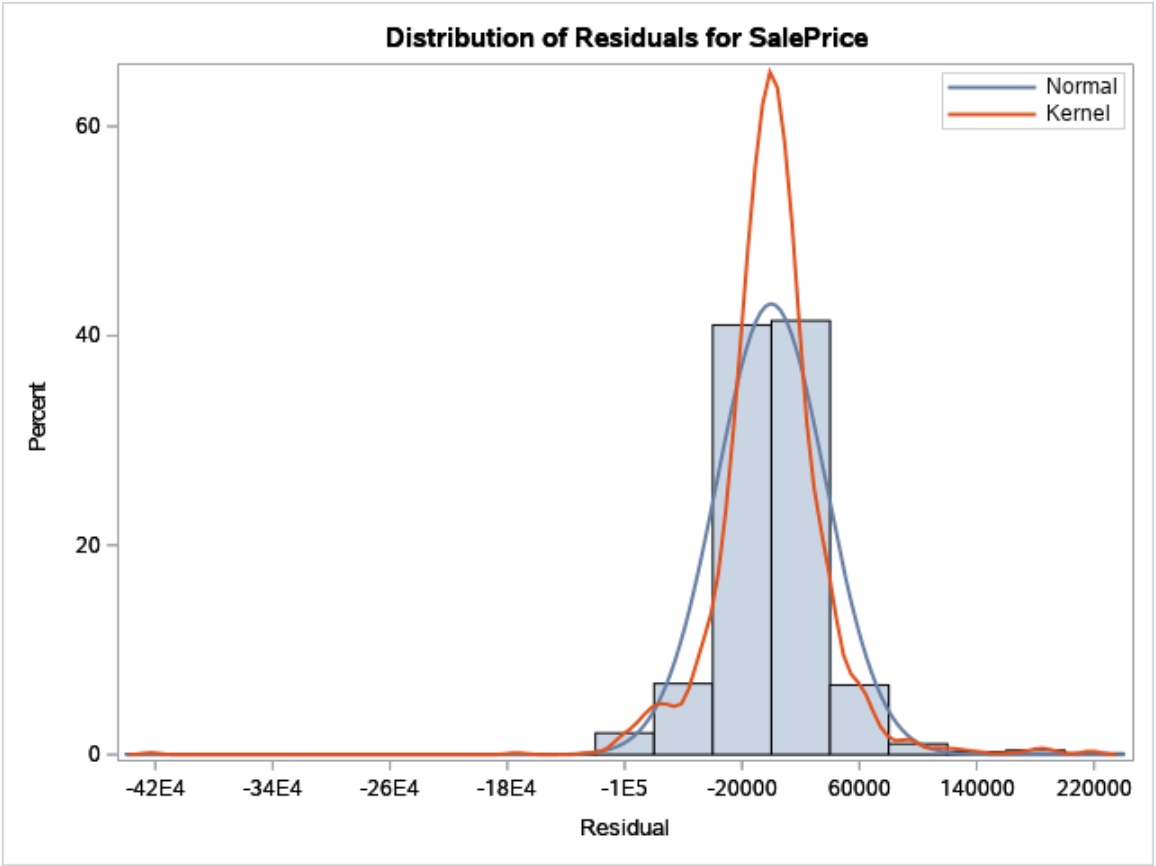 Distribution of Residuals for SalePrice
Normal
Kernel
60
40
20
0
Percent
-42E4 -34E4 -26E4 -18E4 -1E5 -20000 60000 140000 220000
Residual